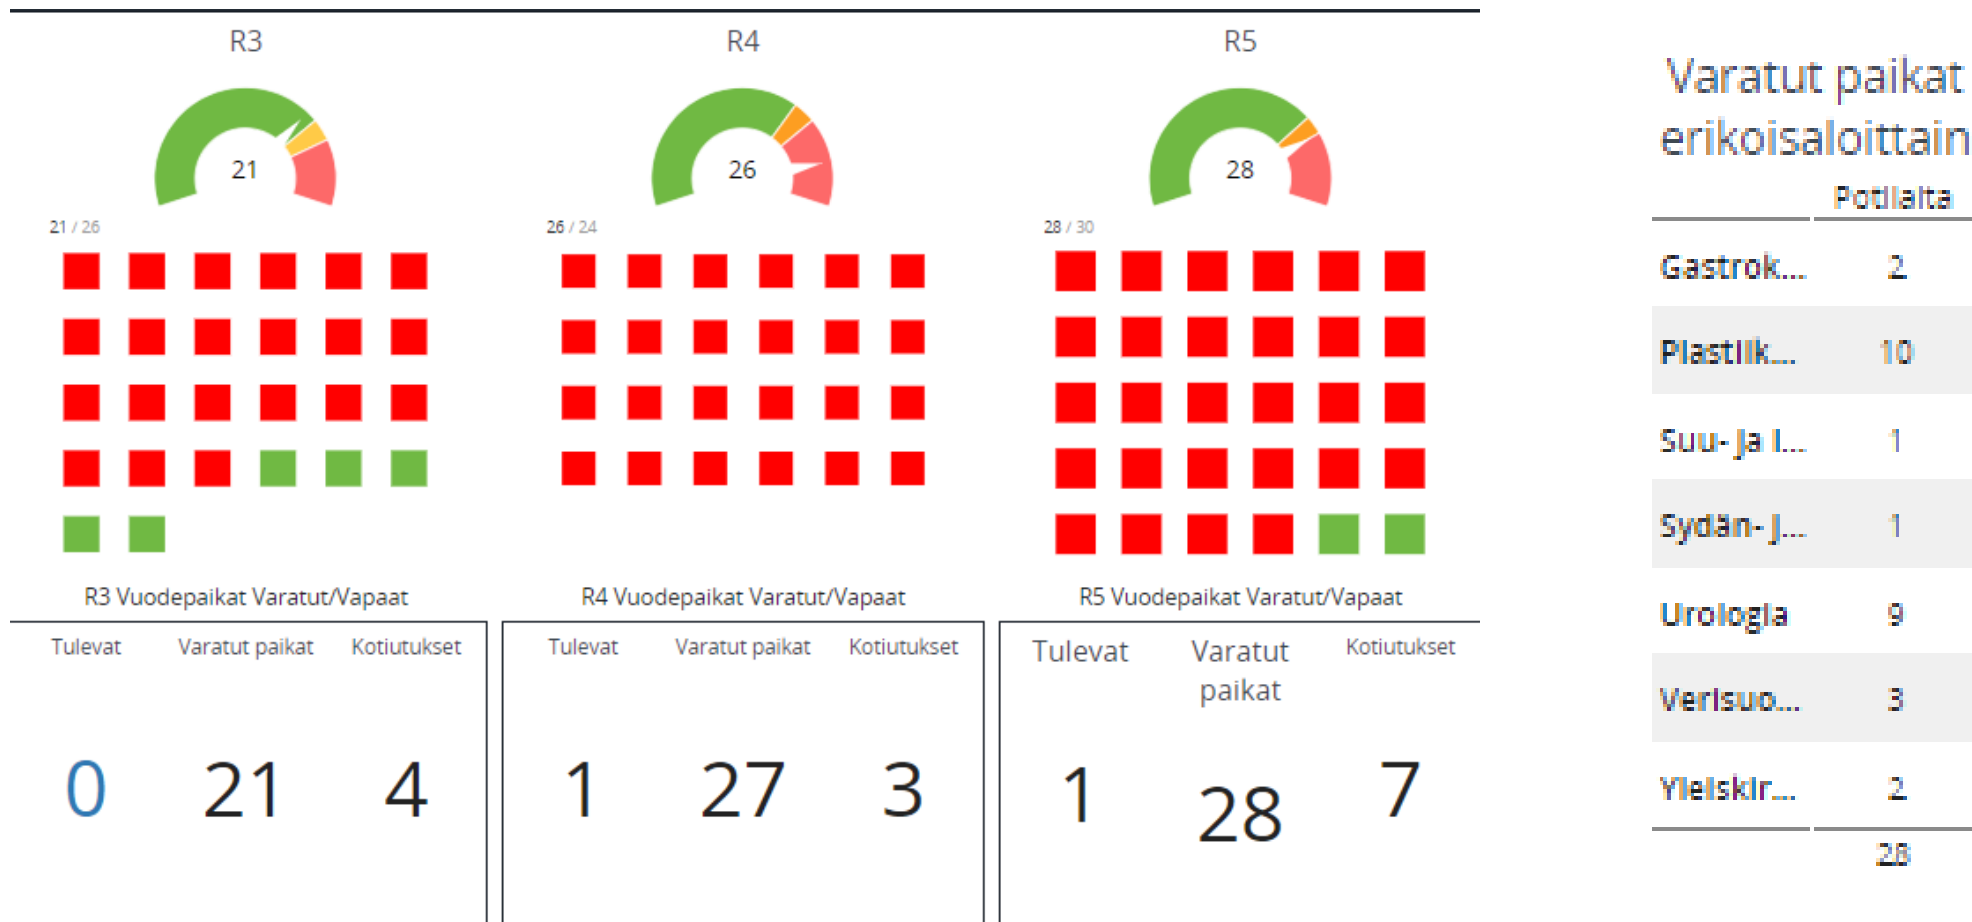 R3
21
21 / 26
R3 Vuodepaikat Varatut/Vapaat
Tulevat Varatut paikat Kotiutukset
0 21 4
R4
26
26 / 24
R4 Vuodepaikat Varatut/Vapaat
Tulevat Varatut paikat Kotiutukset
1 27 3
R5
28
28 / 30
R5 Vuodepaikat Varatut/Vapaat
Tulevat Varatut paikat Kotiutukset
1 28 7
Varatut paikat
erikoisaloittain
Potilaita
Gastrok... 2
Plastiik... 10
Suu- ja l... 1
Sydän- j... 1
Urologia 9
Verisuo... 3
Yleiskir... 2
28